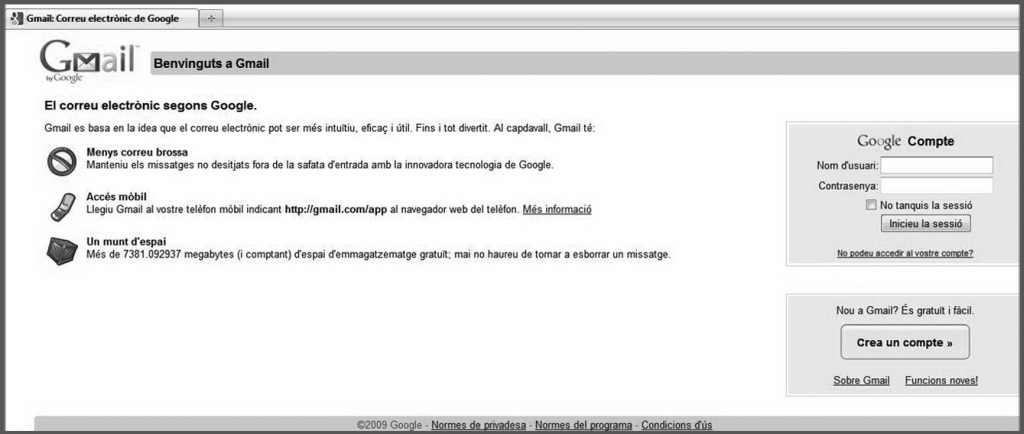 Gmail: Correu electrònic de Google
Gmail
by Google
Benvinguts a Gmail
El correu electrònic segons Google.
Gmail es basa en la idea que el correu electrònic pot ser més intuïtiu, eficaç i útil. Fins i tot divertit. Al capdavall, Gmail té:
Menys correu brossa
Manteniu els missatges no desitjats fora de la safata d'entrada amb la innovadora tecnologia de Google.
Accés mòbil
Llegiu Gmail al vostre telèfon mòbil indicant http://gmail.com/app al navegador web del telèfon. Més informació
Un munt d'espai
Més de 7381.092937 megabytes (i comptant) d'espai d'emmagatzematge gratuït; mai no haureu de tornar a esborrar un missatge.
Google Compte
Nom d'usuari:
Contrasenya:
No tanquis la sessió
Inicieu la sessió
No podeu accedir al vostre compte?
Nou a Gmail? És gratuït i fàcil.
Crea un compte »
Sobre Gmail Funcions noves!
©2009 Google - Normes de privadesa - Normes del programa - Condicions d'ús